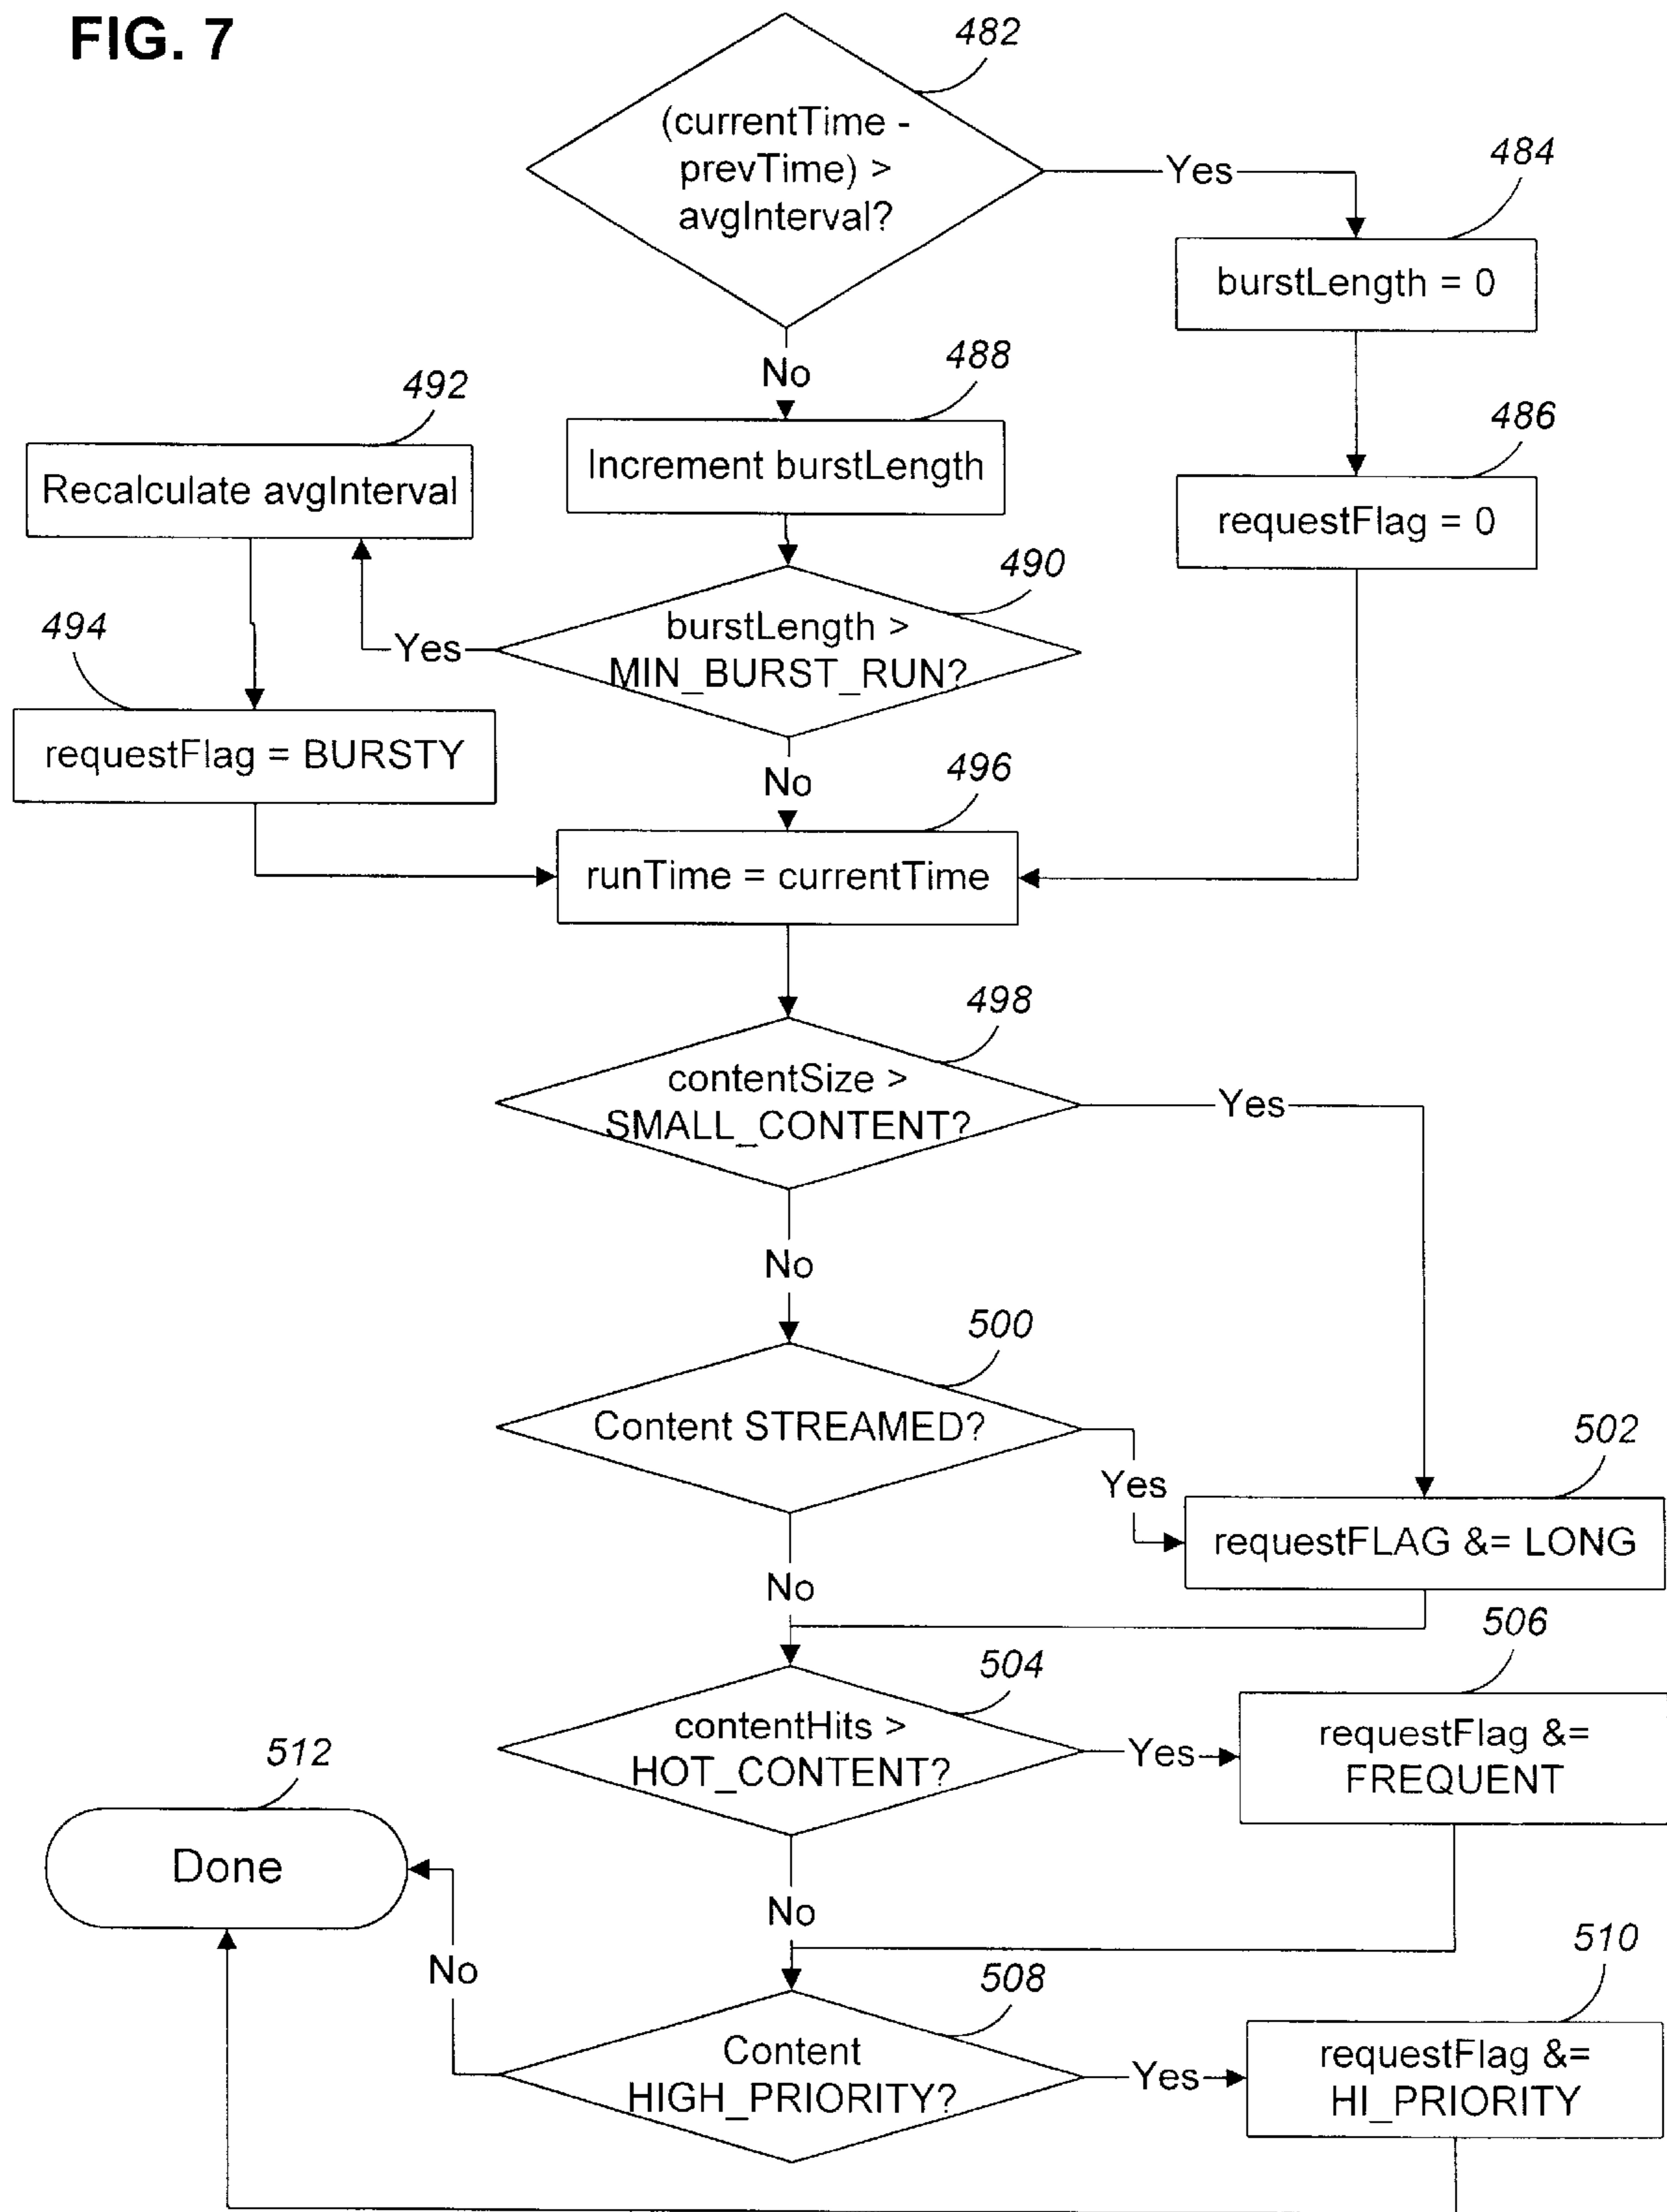 FIG. 7
482
(currentTime -
prevTime) >
avgInterval?
Yes
484
burstLength = 0
No
488
492
486
Increment burstLength
Recalculate avgInterval
requestFlag = 0
490
burstLength >
MIN_BURST_RUN?
Yes
494
requestFlag = BURSTY
No
496
runTime = currentTime
498
contentSize >
SMALL_CONTENT?
Yes
No
500
Content STREAMED?
Yes
502
requestFLAG &= LONG
No
504
506
contentHits >
HOT_CONTENT?
Yes
requestFlag &=
FREQUENT
512
Done
No
No
508
510
Content
HIGH_PRIORITY?
Yes
requestFlag &=
HI_PRIORITY